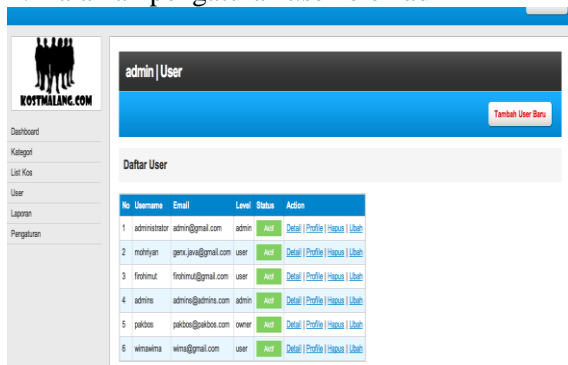 KOSTMALANG.COM
Dashboard
Kategori
List Kos
User
Laporan
Pengaturan
admin | User
Tambah User Baru
Daftar User
No Username Email Level Status Action
1 administrator admin@gmail.com admin Aktif Detail | Profile | Hapus | Ubah
2 mohriyan genx.java@gmail.com user Aktif Detail | Profile | Hapus | Ubah
3 firohimut firohimut@gmail.com user Aktif Detail | Profile | Hapus | Ubah
4 admins admins@admins.com admin Aktif Detail | Profile | Hapus | Ubah
5 pakbos pakbos@pakbos.com owner Aktif Detail | Profile | Hapus | Ubah
6 wimawima wima@gmail.com user Aktif Detail | Profile | Hapus | Ubah